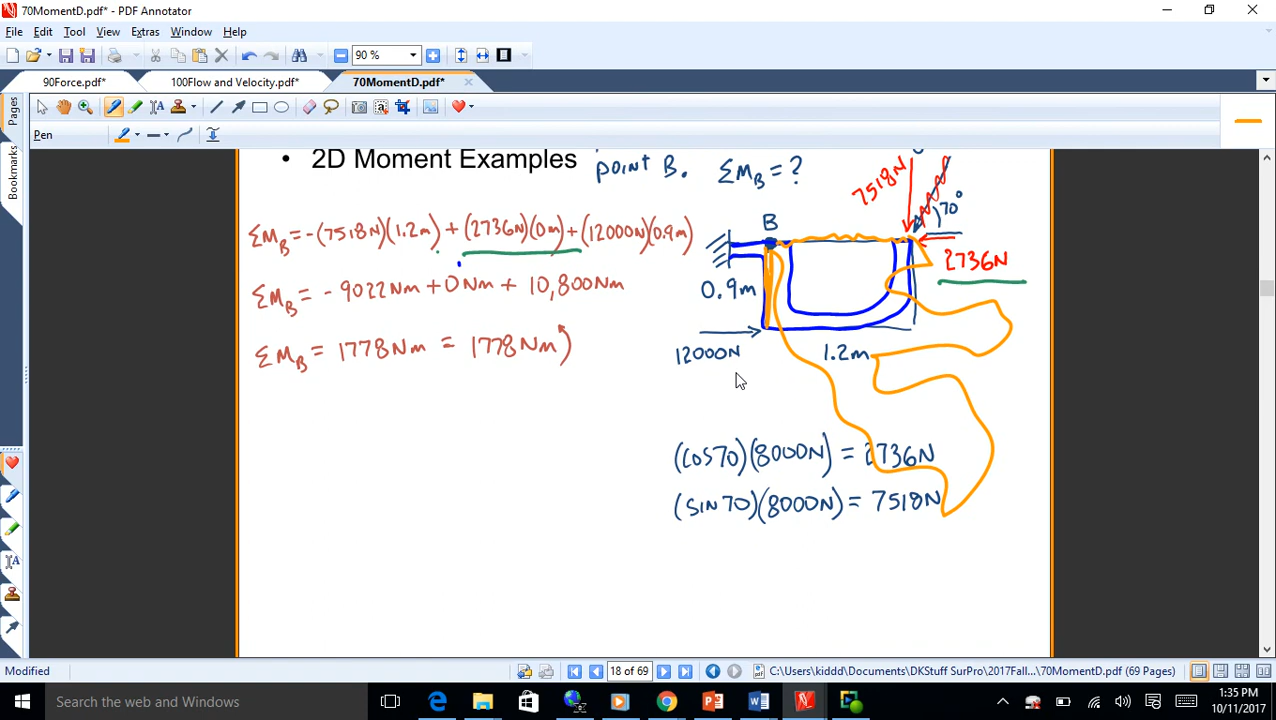 70MomentD.pdf* - PDF Annotator
File Edit Tool Extras Window Help
90 %
90Force.pdf* 100Flow and Velocity.pdf* 70MomentD.pdf*
Pen
Pages
Bookmarks
• 2D Moment Examples
point B. ΣM_B = ?
7518N
70°
B
2736N
0.9m
12000N
1.2m
ΣM_B = -(7518N)(1.2m) + (2736N)(0m) + (12000N)(0.9m)
ΣM_B = - 9022Nm + 0Nm + 10,800Nm
ΣM_B = 1778Nm = 1778Nm
(cos70)(8000N) = 2736N
(sin70)(8000N) = 7518N
Modified
18 of 69
C:\Users\kiddd\Documents\DKStuff SurPro\2017Fall...\70MomentD.pdf (69 Pages)
Search the web and Windows
1:35 PM
10/11/2017